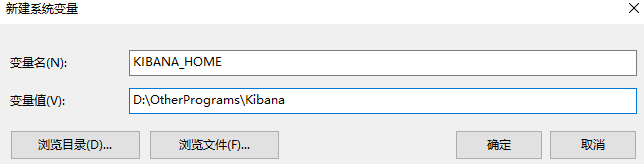 新建系统变量
变量名(N): KIBANA_HOME
变量值(V): D:\OtherPrograms\Kibana
浏览目录(D)... 浏览文件(F)... 确定 取消